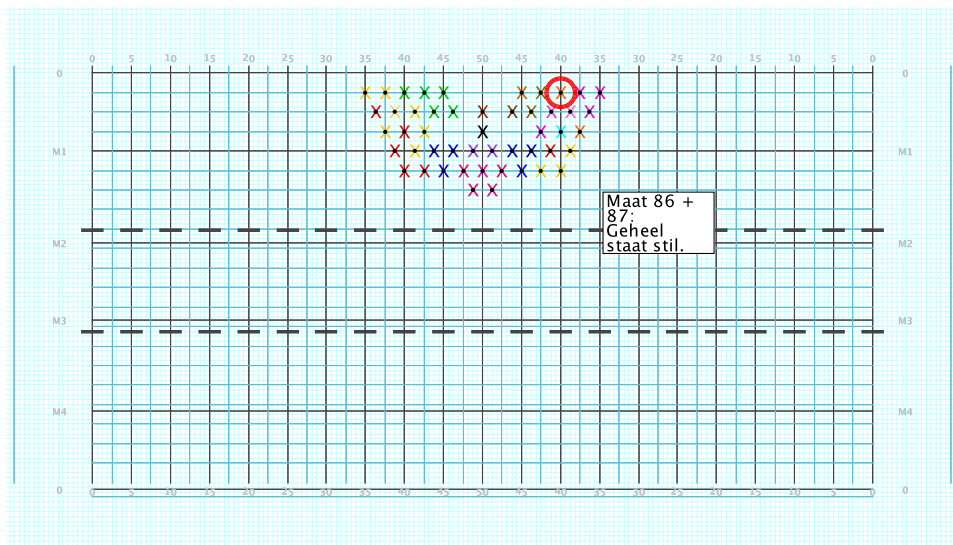 0 5 10 15 20 25 30 35 40 45 50 45 40 35 30 25 20 15 10 5 0
0 0
X X X X X X X X X X
X X X X X X X X X X X
X X X X X X X
X X X X X X X X X X
X X X X X X X X X
X X
M1 M1
Maat 86 +
87:
Geheel
staat stil.
M2 M2
M3 M3
M4 M4
0 0
0 5 10 15 20 25 30 35 40 45 50 45 40 35 30 25 20 15 10 5 0